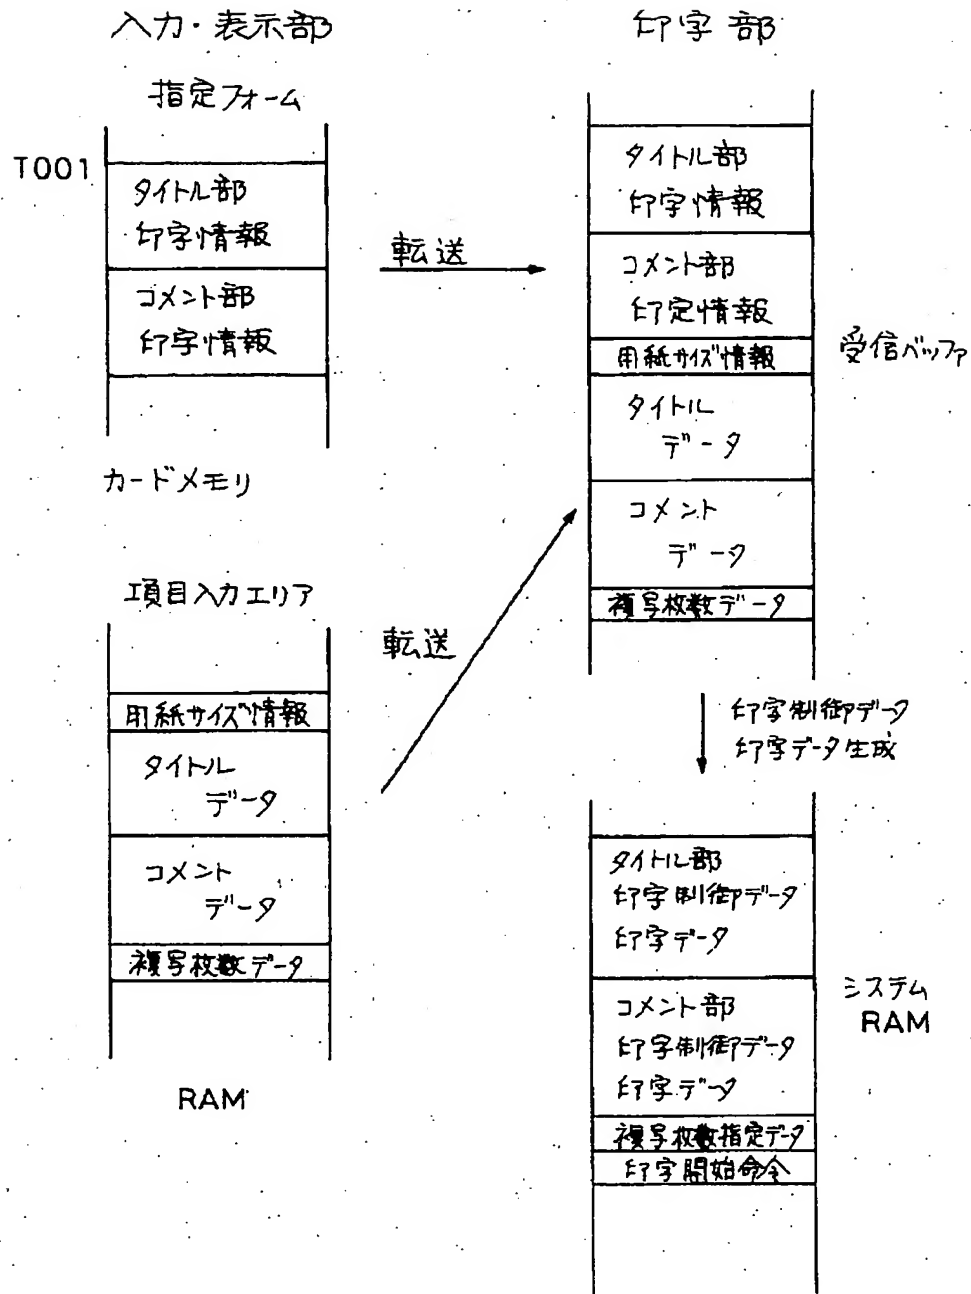 入力・表示部
指定フォーム
T001
タイトル部
印字情報
コメント部
印字情報
カードメモリ
転送
項目入力エリア
用紙サイズ情報
タイトル
データ
コメント
データ
複写枚数データ
RAM
転送
印字部
タイトル部
印字情報
コメント部
印定情報
用紙サイズ情報
タイトル
データ
コメント
データ
複写枚数データ
受信バッファ
印字制御データ
印字データ生成
タイトル部
印字制御データ
印字データ
コメント部
印字制御データ
印字データ
複写枚数指定データ
印字開始命令
システム
RAM